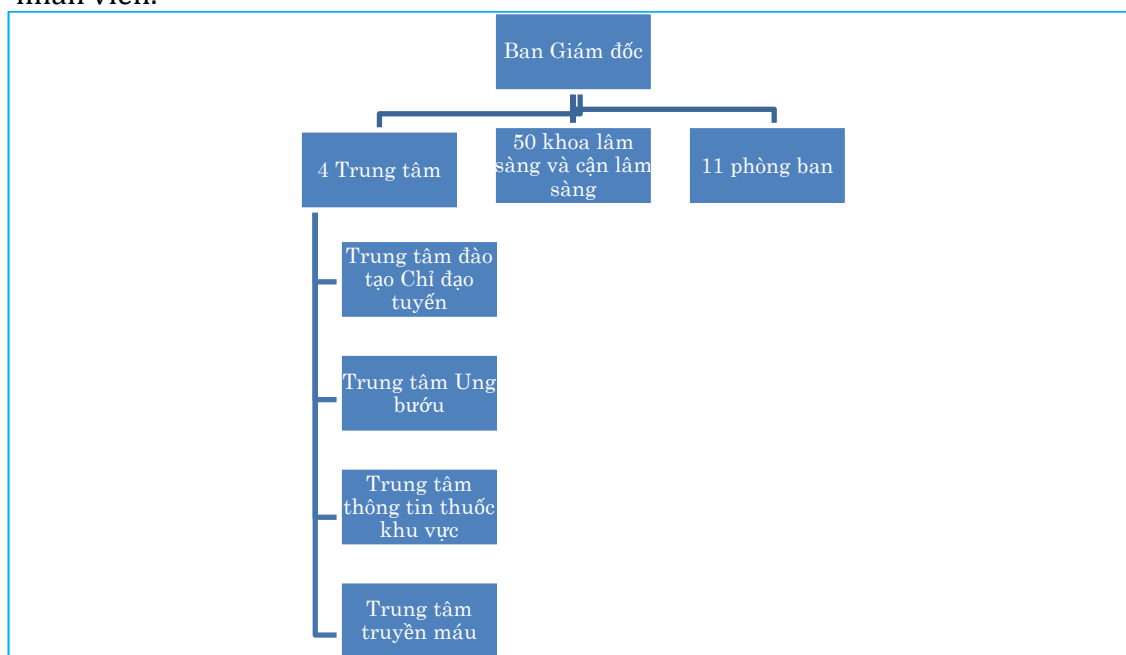 nhân viên.
Ban Giám đốc
4 Trung tâm
50 khoa lâm
sàng và cận lâm
sàng
11 phòng ban
Trung tâm đào
tạo Chỉ đạo
tuyến
Trung tâm Ung
bướu
Trung tâm
thông tin thuốc
khu vực
Trung tâm
truyền máu